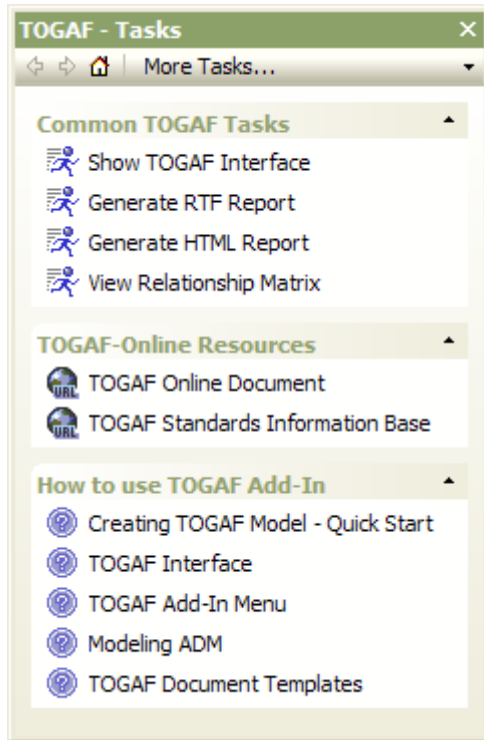 TOGAF - Tasks
More Tasks...
Common TOGAF Tasks
Show TOGAF Interface
Generate RTF Report
Generate HTML Report
View Relationship Matrix
TOGAF-Online Resources
URL TOGAF Online Document
URL TOGAF Standards Information Base
How to use TOGAF Add-In
Creating TOGAF Model - Quick Start
TOGAF Interface
TOGAF Add-In Menu
Modeling ADM
TOGAF Document Templates